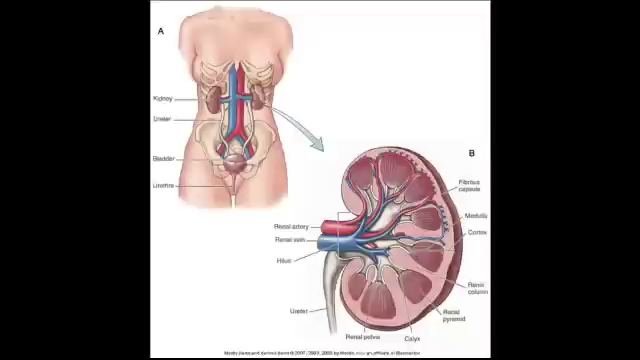 A
Kidney
Ureter
Bladder
Urethra
B
Fibrous
capsule
Medulla
Cortex
Renal artery
Renal vein
Hilus
Renal
column
Renal
pyramid
Ureter
Renal pelvis
Calyx